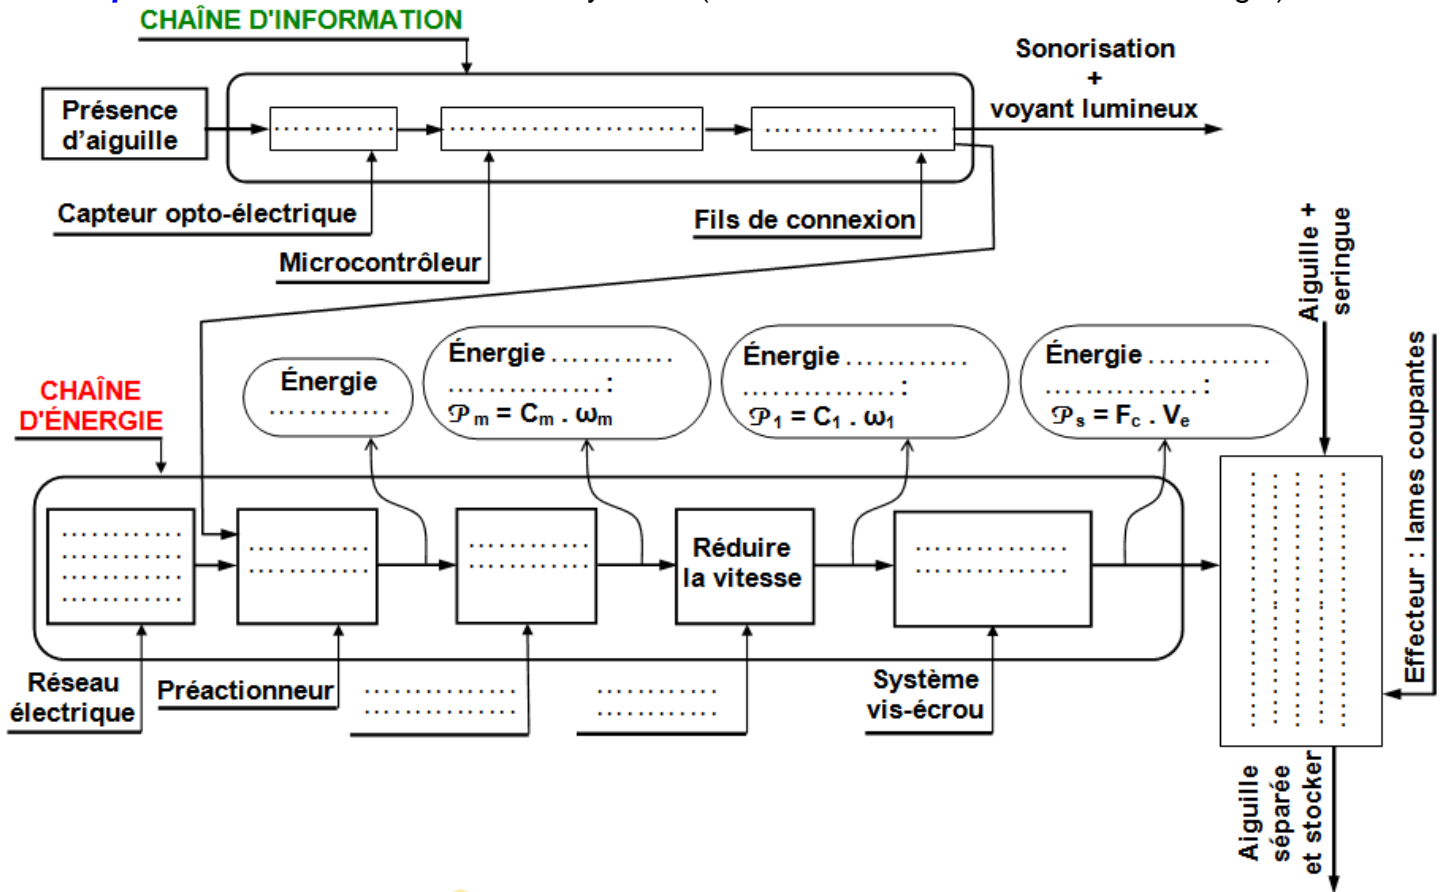 CHAÎNE D'INFORMATION
Sonorisation
+
voyant lumineux
Présence
d'aiguille
............
........................
.................
Capteur opto-électrique
Fils de connexion
Microcontrôleur
Aiguille +
seringue
CHAÎNE
D'ÉNERGIE
Énergie
............
Énergie ............
............... :
𝒫m = Cm . ωm
Énergie ............
............... :
𝒫1 = C1 . ω1
Énergie ............
............... :
𝒫s = Fc . Ve
Effecteur : lames coupantes
............
............
............
............
............
............
............
............
Réduire
la vitesse
...............
...............
Réseau
électrique
Préactionneur
...............
...............
............
............
Système
vis-écrou
Aiguille
séparée
et stocker